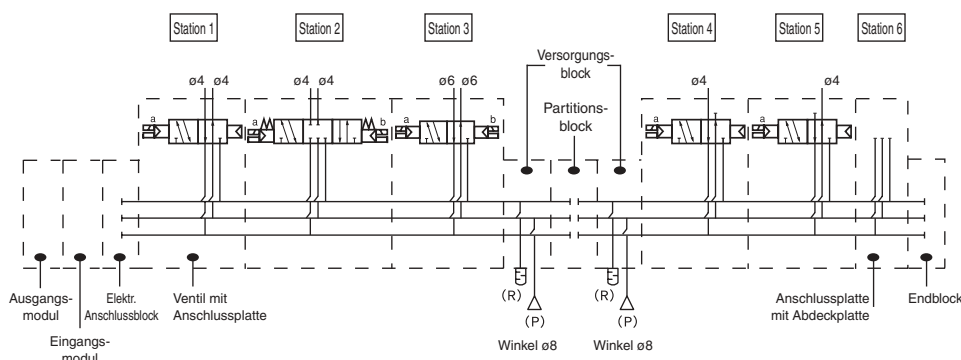 Station 1
Station 2
Station 3
Station 4
Station 5
Station 6
Versorgungs-
block
Partitions-
block
ø4 ø4
ø4 ø4
ø6 ø6
ø4
ø4
a
a
b
a
b
a
a
Ausgangs-
modul
Eingangs-
modul
Elektr.
Anschlussblock
Ventil mit
Anschlussplatte
(R)
(P)
Winkel ø8
(R)
(P)
Winkel ø8
Anschlussplatte
mit Abdeckplatte
Endblock